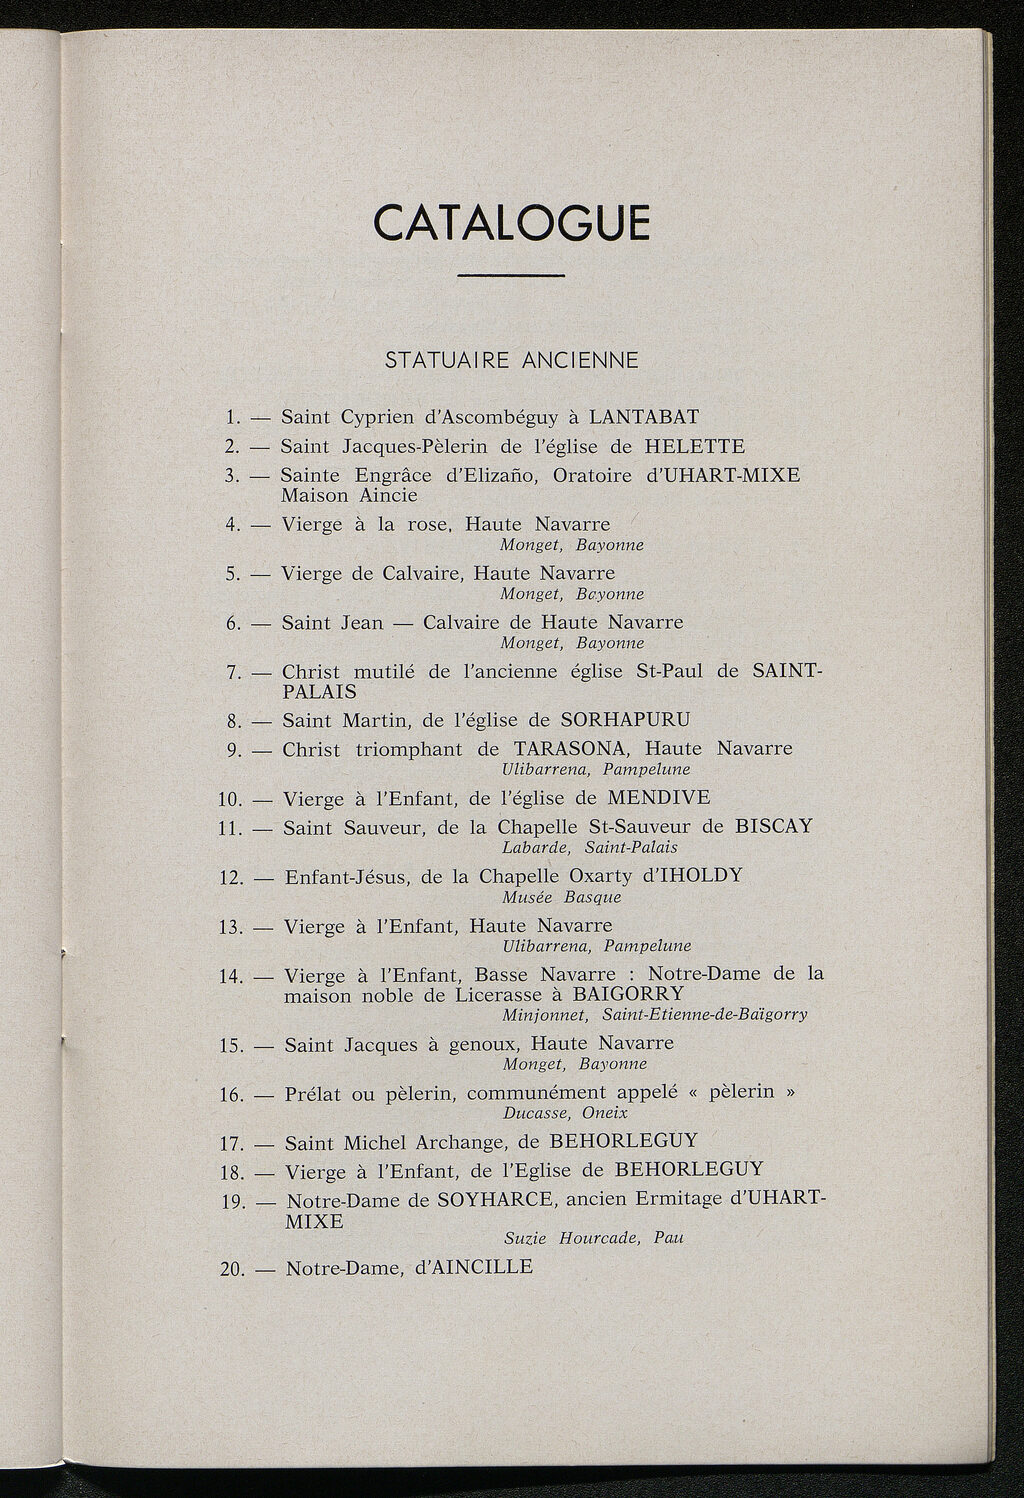 CATALOGUE
STATUAIRE ANCIENNE
1. — Saint Cyprien d'Ascombéguy à LANTABAT
2. — Saint Jacques-Pèlerin de l'église de HELETTE
3. — Sainte Engrâce d'Elizaño, Oratoire d'UHART-MIXE
Maison Aincie
4. — Vierge à la rose, Haute Navarre
Monget, Bayonne
5. — Vierge de Calvaire, Haute Navarre
Monget, Bayonne
6. — Saint Jean — Calvaire de Haute Navarre
Monget, Bayonne
7. — Christ mutilé de l'ancienne église St-Paul de SAINT-
PALAIS
8. — Saint Martin, de l'église de SORHAPURU
9. — Christ triomphant de TARASONA, Haute Navarre
Ulibarrena, Pampelune
10. — Vierge à l'Enfant, de l'église de MENDIVE
11. — Saint Sauveur, de la Chapelle St-Sauveur de BISCAY
Labarde, Saint-Palais
12. — Enfant-Jésus, de la Chapelle Oxarty d'IHOLDY
Musée Basque
13. — Vierge à l'Enfant, Haute Navarre
Ulibarrena, Pampelune
14. — Vierge à l'Enfant, Basse Navarre : Notre-Dame de la
maison noble de Licerasse à BAIGORRY
Minjonnet, Saint-Etienne-de-Baïgorry
15. — Saint Jacques à genoux, Haute Navarre
Monget, Bayonne
16. — Prélat ou pèlerin, communément appelé « pèlerin »
Ducasse, Oneix
17. — Saint Michel Archange, de BEHORLEGUY
18. — Vierge à l'Enfant, de l'Eglise de BEHORLEGUY
19. — Notre-Dame de SOYHARCE, ancien Ermitage d'UHART-
MIXE
Suzie Hourcade, Pau
20. — Notre-Dame, d'AINCILLE